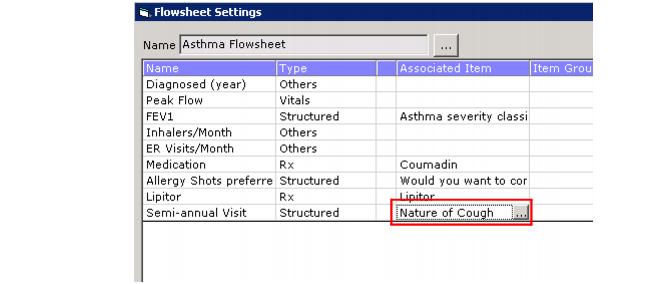 Flowsheet Settings
Name Asthma Flowsheet ...
Name Type Associated Item Item Grou
Diagnosed (year) Others
Peak Flow Vitals
FEV1 Structured Asthma severity classi
Inhalers/Month Others
ER Visits/Month Others
Medication Rx Coumadin
Allergy Shots preferre Structured Would you want to cor
Lipitor Rx Lipitor
Semi-annual Visit Structured Nature of Cough ...